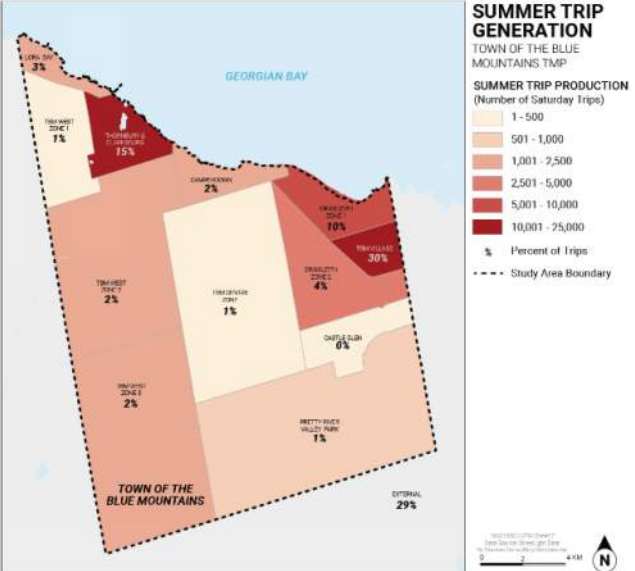 SUMMER TRIP
GENERATION
TOWN OF THE BLUE
MOUNTAINS TMP
SUMMER TRIP PRODUCTION
(Number of Saturday Trips)
1 - 500
501 - 1,000
1,001 - 2,500
2,501 - 5,000
5,001 - 10,000
10,001 - 25,000
% Percent of Trips
Study Area Boundary
GEORGIAN BAY
LORA BAY
3%
TBM WEST
ZONE 1
1%
THORNBURY &
CLARKSBURG
15%
CAMPERDOWN
2%
CRAIGLEITH
ZONE 1
10%
TBM VILLAGE
30%
CRAIGLEITH
ZONE 2
4%
TBM WEST
ZONE 2
2%
TBM CENTRE
ZONE
1%
CASTLE GLEN
0%
TBM WEST
ZONE 3
2%
PRETTY RIVER
VALLEY PARK
1%
TOWN OF THE
BLUE MOUNTAINS
EXTERNAL
29%
0 2 4 KM
N